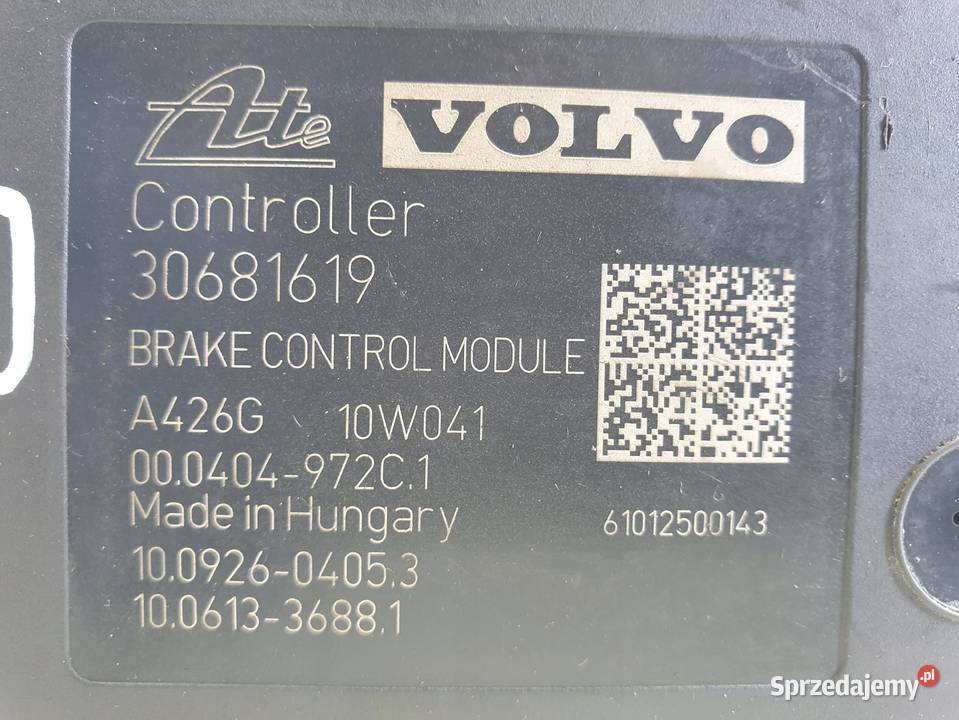 Ate VOLVO
Controller
30681619
BRAKE CONTROL MODULE
A426G 10W041
00.0404-972C.1
Made in Hungary
61012500143
10.0926-0405.3
10.0613-3688.1
Sprzedajemy.pl